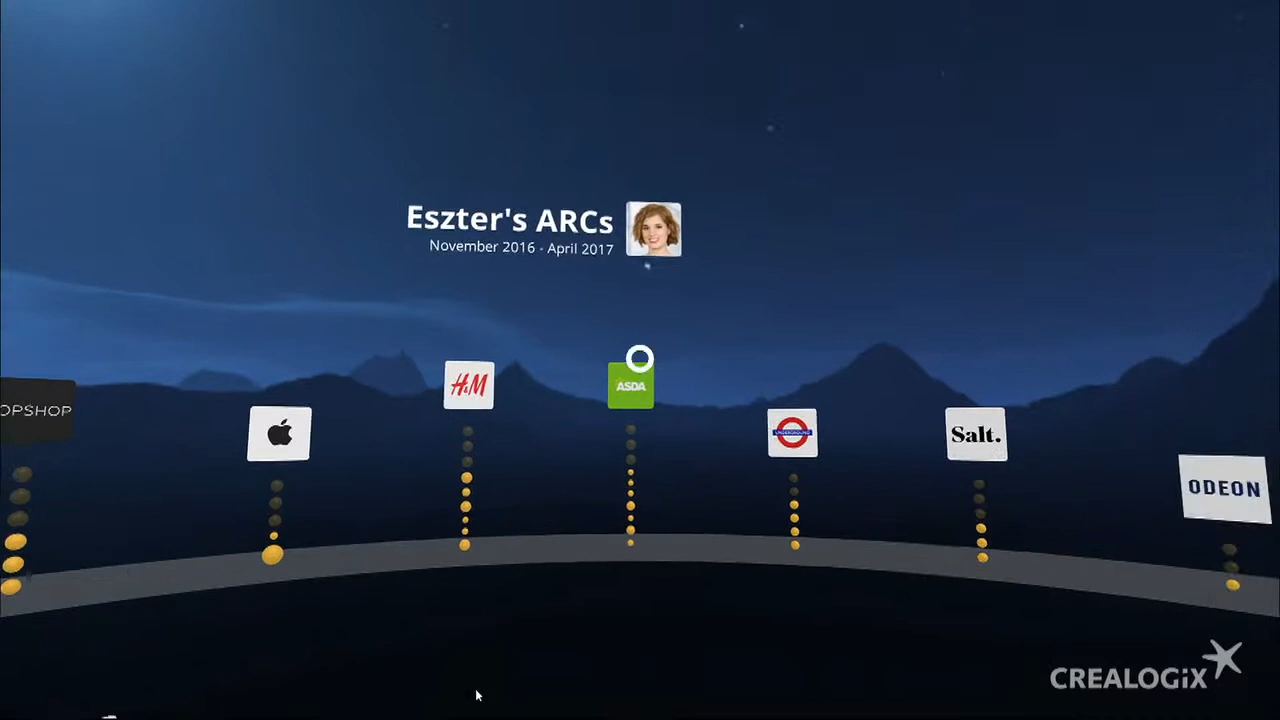 Eszter's ARCs
November 2016 - April 2017
H&M
ASDA
OPSHOP
UNDERGROUND
Salt.
ODEON
CREALOGiX